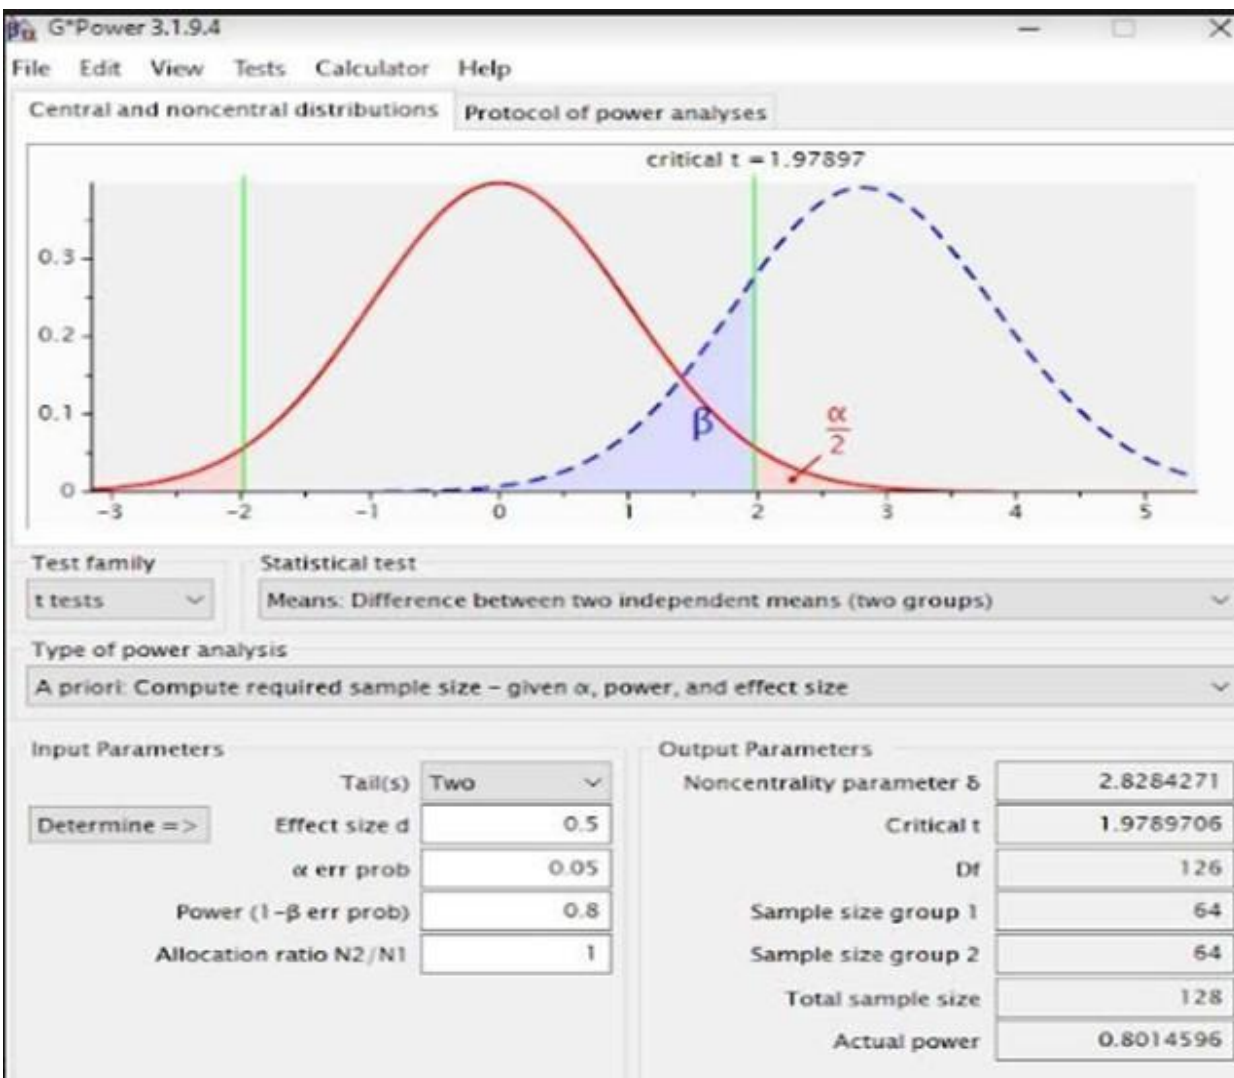 G*Power 3.1.9.4
File Edit View Tests Calculator Help
Central and noncentral distributions Protocol of power analyses
critical t = 1.97897
0.3
0.2
0.1
0
β
α
2
-3 -2 -1 0 1 2 3 4 5
Test family Statistical test
t tests Means: Difference between two independent means (two groups)
Type of power analysis
A priori: Compute required sample size – given α, power, and effect size
Input Parameters
Tail(s) Two
Determine => Effect size d 0.5
α err prob 0.05
Power (1-β err prob) 0.8
Allocation ratio N2/N1 1
Output Parameters
Noncentrality parameter δ 2.8284271
Critical t 1.9789706
Df 126
Sample size group 1 64
Sample size group 2 64
Total sample size 128
Actual power 0.8014596